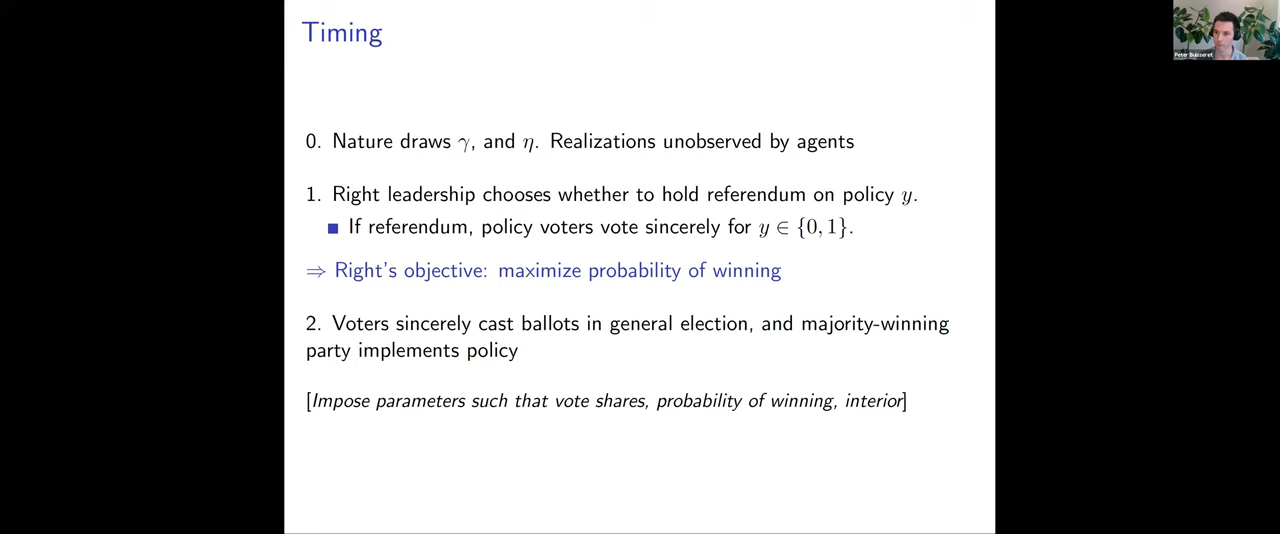 Timing
Peter Buisseret
0. Nature draws γ, and η. Realizations unobserved by agents
1. Right leadership chooses whether to hold referendum on policy y.
■ If referendum, policy voters vote sincerely for y ∈ {0, 1}.
⇒ Right's objective: maximize probability of winning
2. Voters sincerely cast ballots in general election, and majority-winning
party implements policy
[Impose parameters such that vote shares, probability of winning, interior]